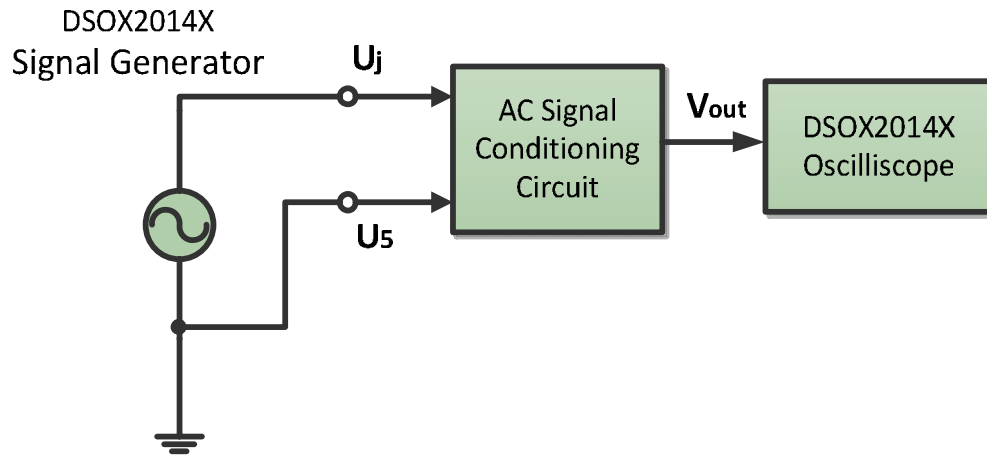 DSOX2014X
Signal Generator
Uj
U5
AC Signal
Conditioning
Circuit
Vout
DSOX2014X
Oscilliscope